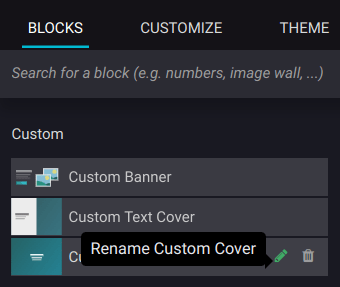 BLOCKS CUSTOMIZE THEME
Search for a block (e.g. numbers, image wall, ...)
Custom
Custom Banner
Custom Text Cover
Rename Custom Cover